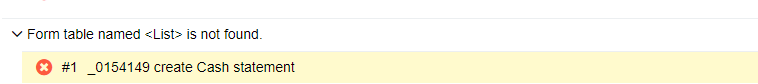 Form table named <List> is not found.
#1 _0154149 create Cash statement